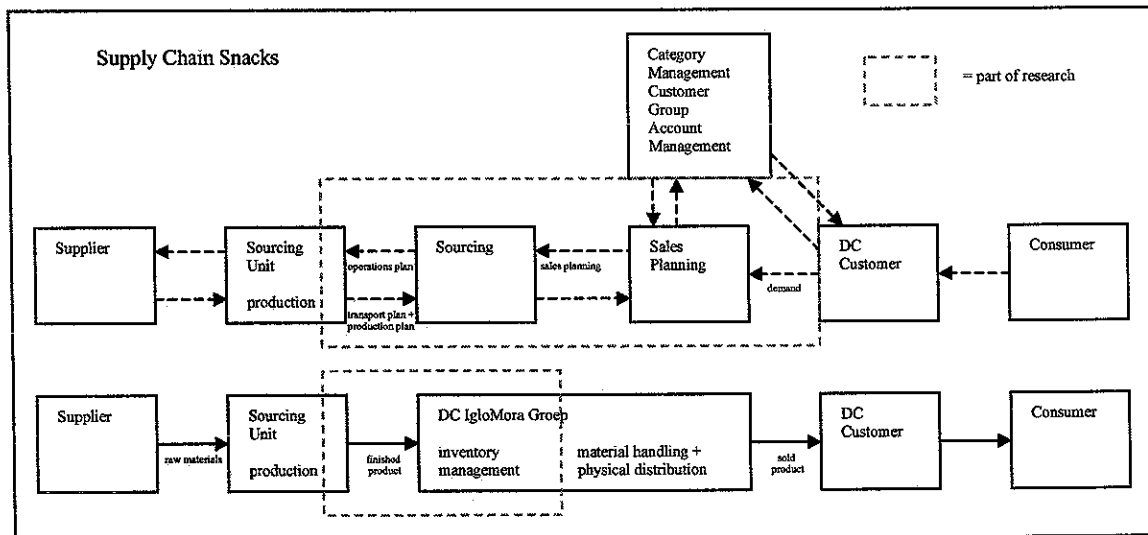 Supply Chain Snacks
Category
Management
Customer
Group
Account
Management
= part of research
Supplier
Sourcing
Unit
production
operations plan
transport plan +
production plan
Sourcing
sales planning
Sales
Planning
demand
DC
Customer
Consumer
Supplier
raw materials
Sourcing
Unit
production
finished
product
DC IgloMora Groep
inventory
management
material handling +
physical distribution
sold
product
DC
Customer
Consumer